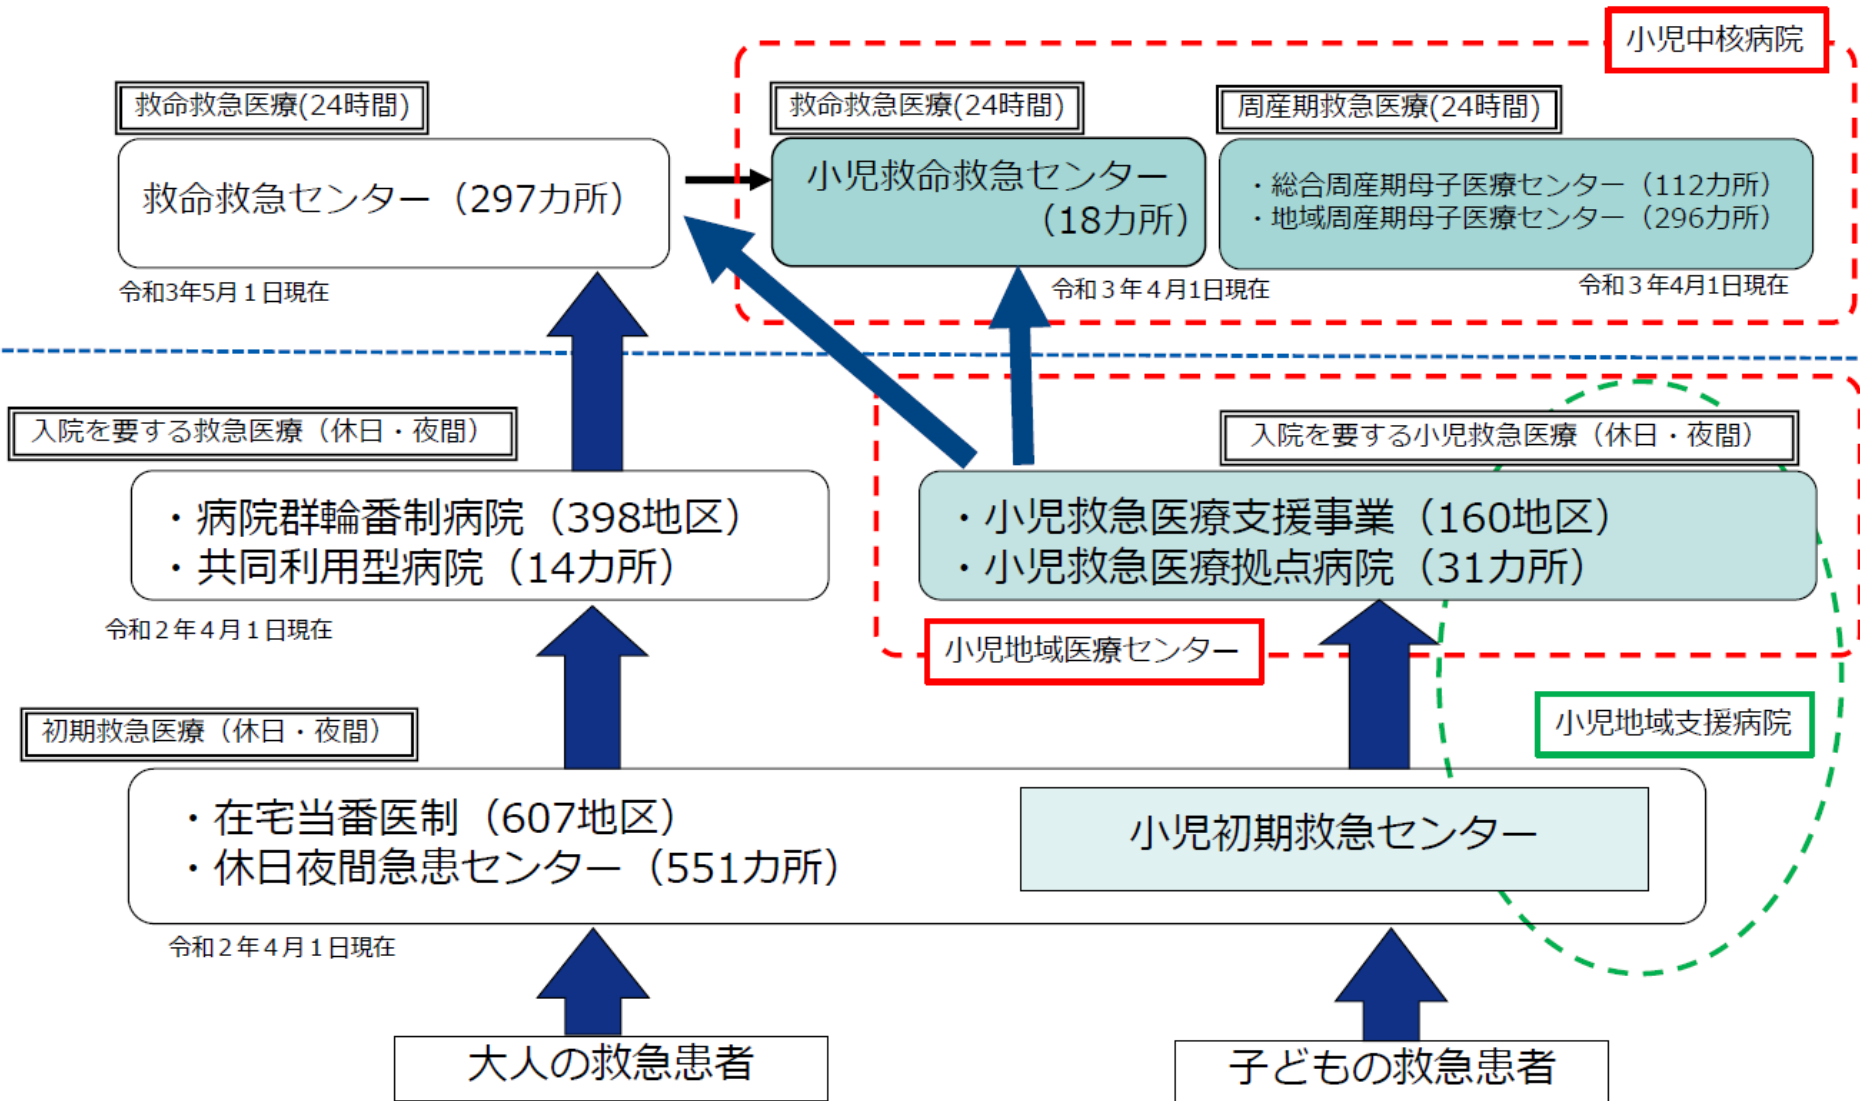 小児中核病院
救命救急医療(24時間)
救命救急センター（297カ所）
令和3年5月１日現在
救命救急医療(24時間)
小児救命救急センター
（18カ所）
令和３年４月1日現在
周産期救急医療(24時間)
・総合周産期母子医療センター（112カ所）
・地域周産期母子医療センター（296カ所）
令和３年4月1日現在
入院を要する救急医療（休日・夜間）
・病院群輪番制病院（398地区）
・共同利用型病院（14カ所）
令和２年４月１日現在
入院を要する小児救急医療（休日・夜間）
・小児救急医療支援事業（160地区）
・小児救急医療拠点病院（31カ所）
小児地域医療センター
小児地域支援病院
初期救急医療（休日・夜間）
・在宅当番医制（607地区）
・休日夜間急患センター（551カ所）
小児初期救急センター
令和２年４月１日現在
大人の救急患者
子どもの救急患者